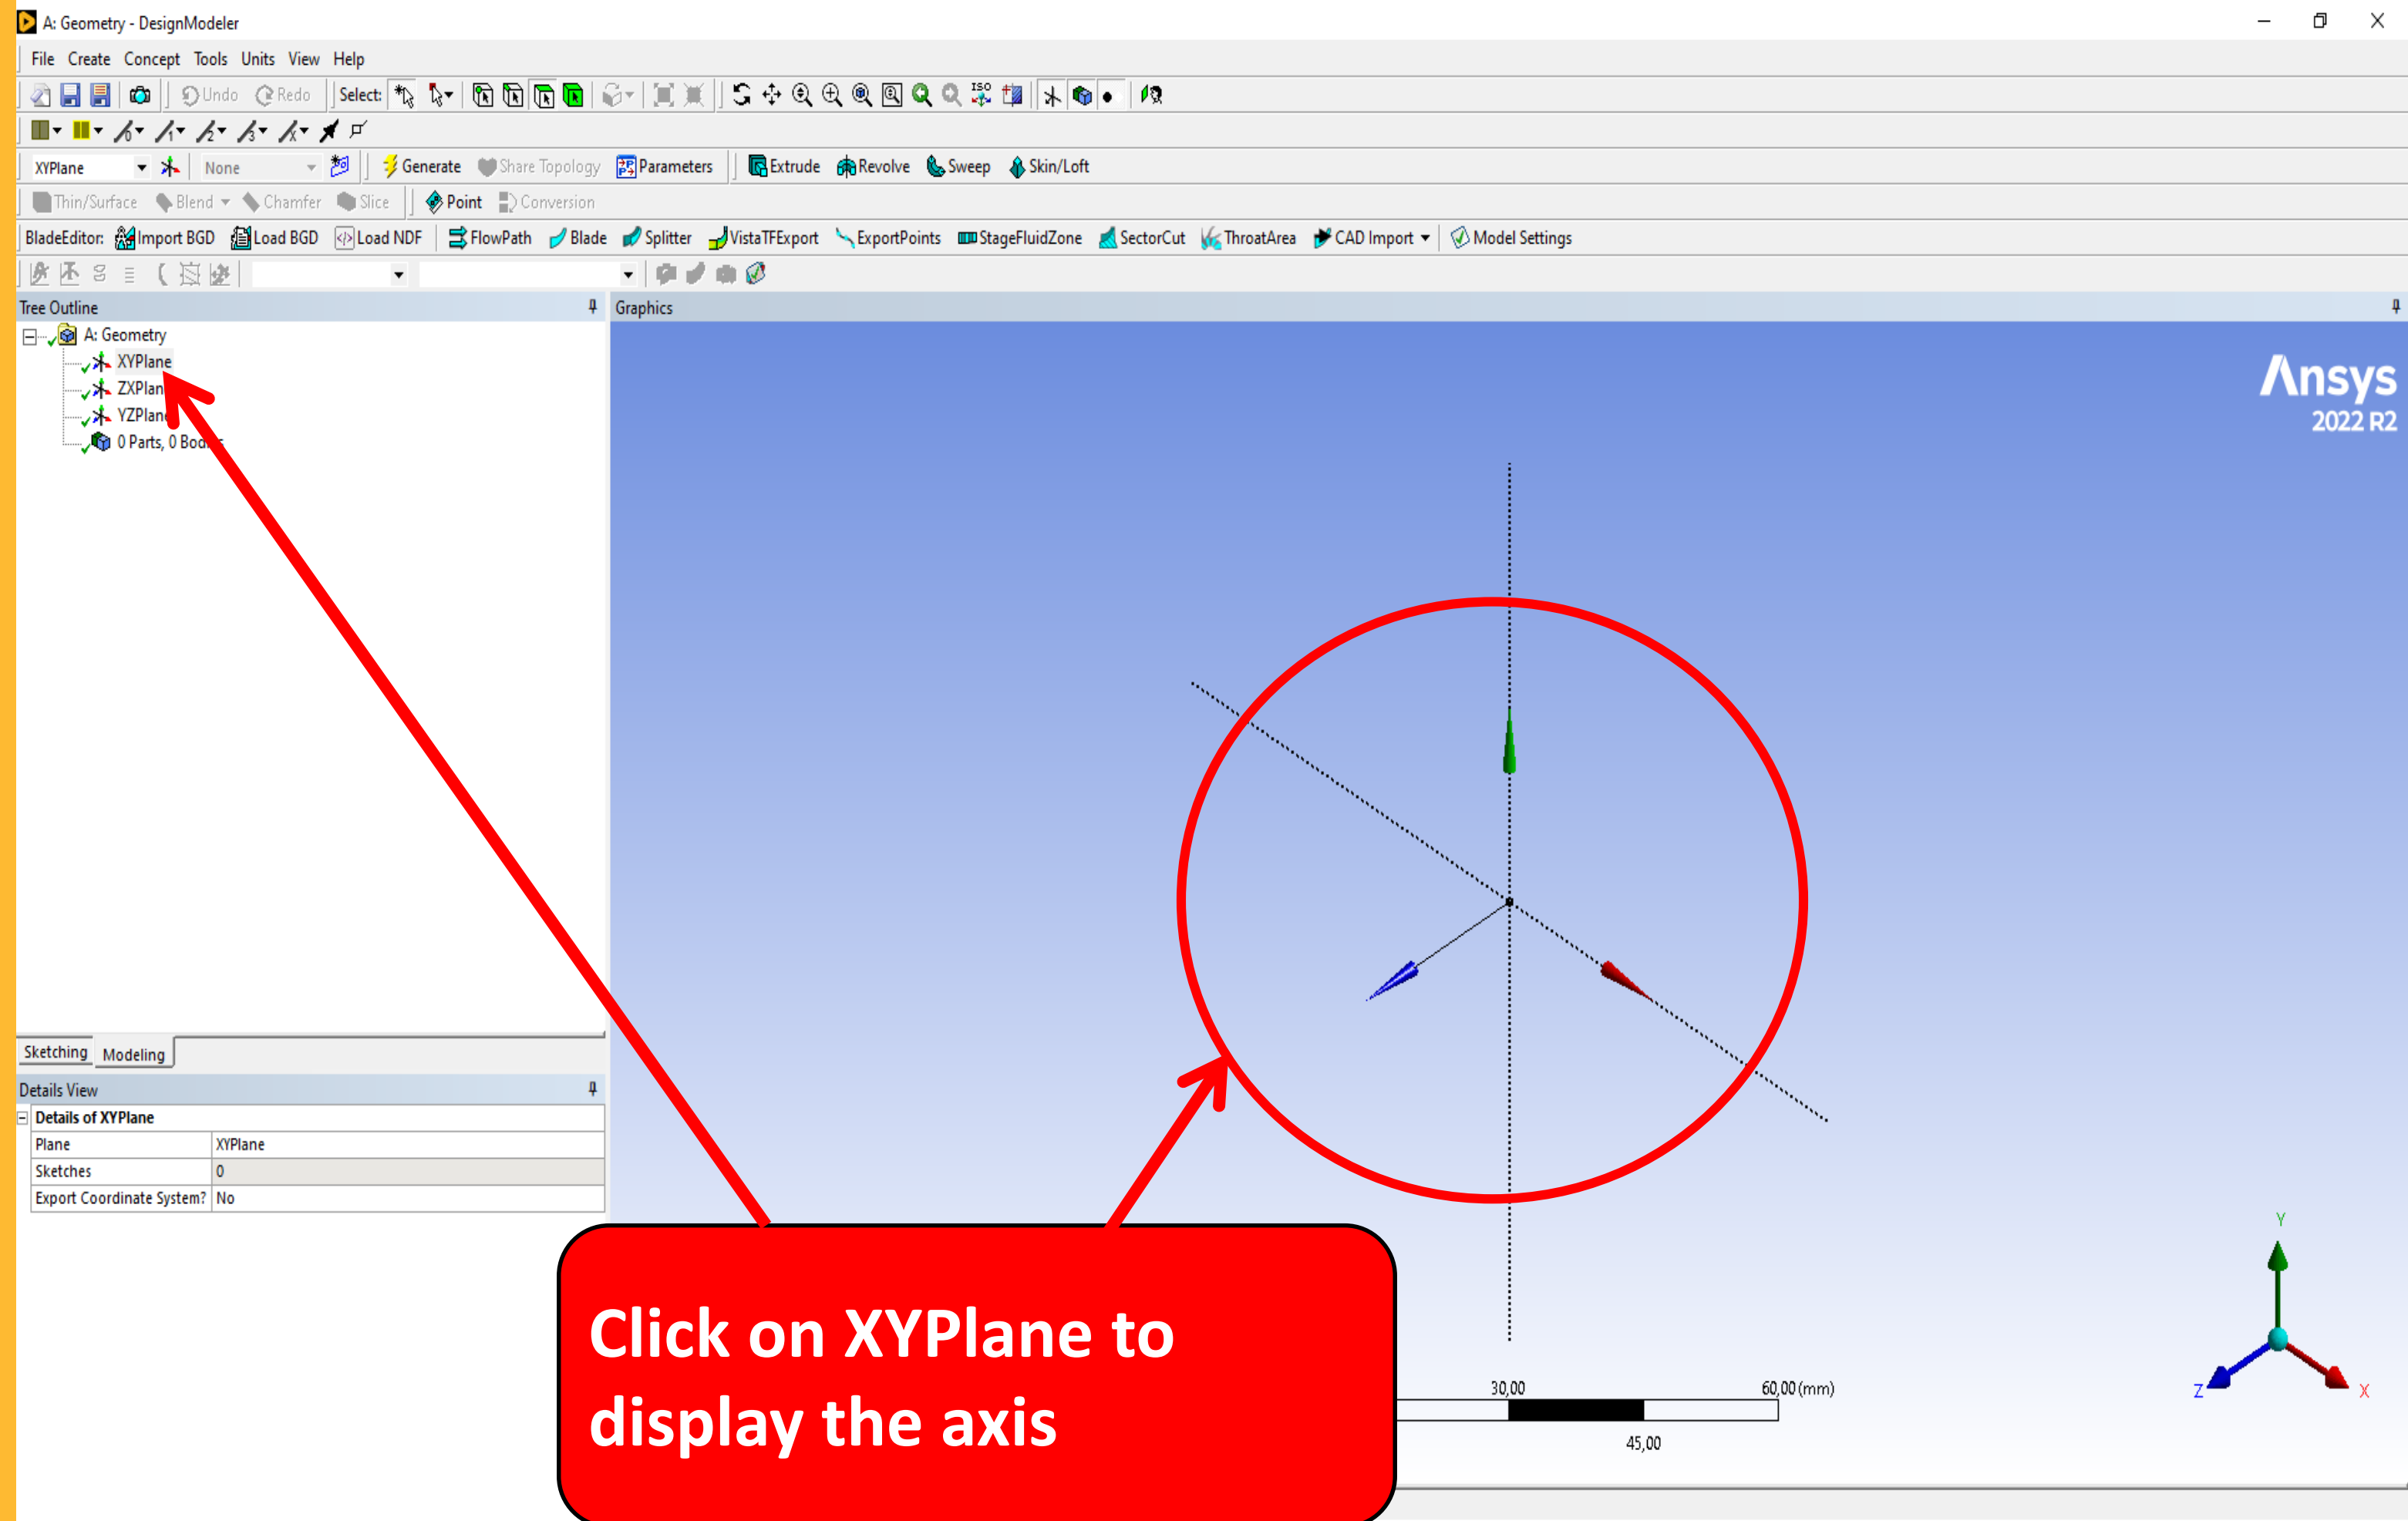 A: Geometry - DesignModeler
File Create Concept Tools Units View Help
Undo Redo Select: ISO
XYPlane None Generate Share Topology Parameters Extrude Revolve Sweep Skin/Loft
Thin/Surface Blend Chamfer Slice Point Conversion
BladeEditor: Import BGD Load BGD Load NDF FlowPath Blade Splitter VistaTFExport ExportPoints StageFluidZone SectorCut ThroatArea CAD Import Model Settings
Tree Outline
Graphics
A: Geometry
XYPlane
ZXPlan
YZPlane
0 Parts, 0 Bod
Ansys
2022 R2
Sketching Modeling
Details View
Details of XYPlane
Plane XYPlane
Sketches 0
Export Coordinate System? No
Click on XYPlane to
display the axis
30,00 60,00 (mm)
45,00
Y
Z
X